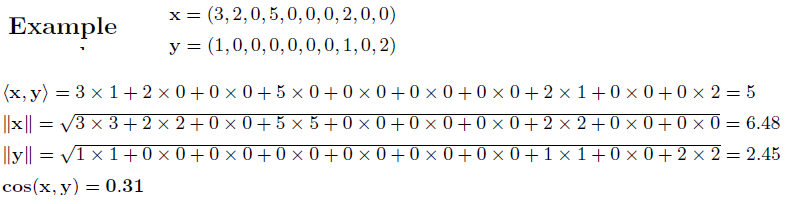 Example
x = (3, 2, 0, 5, 0, 0, 0, 2, 0, 0)
y = (1, 0, 0, 0, 0, 0, 0, 1, 0, 2)
⟨x, y⟩ = 3 × 1 + 2 × 0 + 0 × 0 + 5 × 0 + 0 × 0 + 0 × 0 + 0 × 0 + 2 × 1 + 0 × 0 + 0 × 2 = 5
‖x‖ = √3 × 3 + 2 × 2 + 0 × 0 + 5 × 5 + 0 × 0 + 0 × 0 + 0 × 0 + 2 × 2 + 0 × 0 + 0 × 0 = 6.48
‖y‖ = √1 × 1 + 0 × 0 + 0 × 0 + 0 × 0 + 0 × 0 + 0 × 0 + 0 × 0 + 1 × 1 + 0 × 0 + 2 × 2 = 2.45
cos(x, y) = 0.31